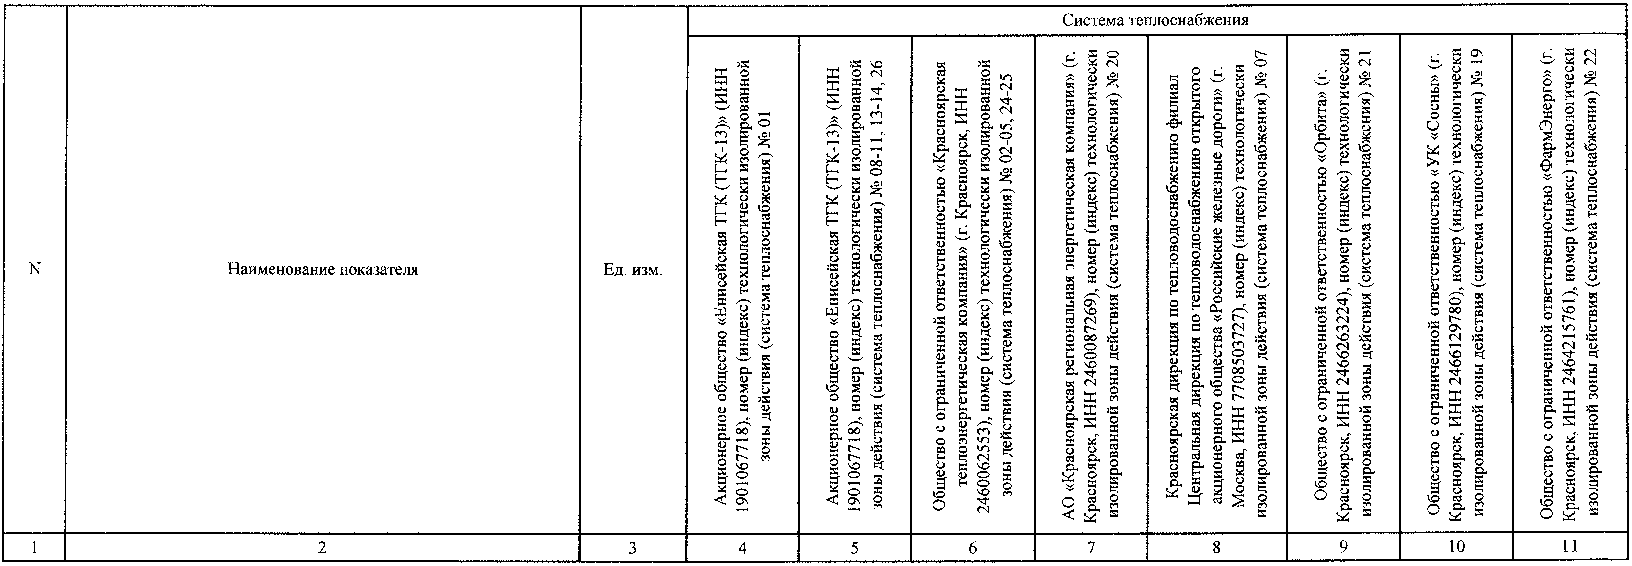 Система теплоснабжения
N
Наименование показателя
Ед. изм.
Акционерное общество «Енисейская ТГК (ТГК-13)» (ИНН
1901067718), номер (индекс) технологически изолированной
зоны действия (система теплоснабжения) № 01
Акционерное общество «Енисейская ТГК (ТГК-13)» (ИНН
1901067718), номер (индекс) технологически изолированной
зоны действия (система теплоснабжения) № 08-11, 13-14, 26
Общество с ограниченной ответственностью «Красноярская
теплоэнергетическая компания» (г. Красноярск, ИНН
2460062553), номер (индекс) технологически изолированной
зоны действия (система теплоснабжения) № 02-05, 24-25
АО «Красноярская региональная энергетическая компания» (г.
Красноярск, ИНН 2460087269), номер (индекс) технологически
изолированной зоны действия (система теплоснабжения) № 20
Красноярская дирекция по тепловодоснабжению филиал
Центральная дирекция по тепловодоснабжению открытого
акционерного общества «Российские железные дороги» (г.
Москва, ИНН 7708503727), номер (индекс) технологически
изолированной зоны действия (система теплоснабжения) № 07
Общество с ограниченной ответственностью «Орбита» (г.
Красноярск, ИНН 2466263224), номер (индекс) технологически
изолированной зоны действия (система теплоснабжения) № 21
Общество с ограниченной ответственностью «УК «Сосны» (г.
Красноярск, ИНН 2466129780), номер (индекс) технологически
изолированной зоны действия (система теплоснабжения) № 19
Общество с ограниченной ответственностью «ФармЭнерго» (г.
Красноярск, ИНН 2464215761), номер (индекс) технологически
изолированной зоны действия (система теплоснабжения) № 22
1 2 3 4 5 6 7 8 9 10 11